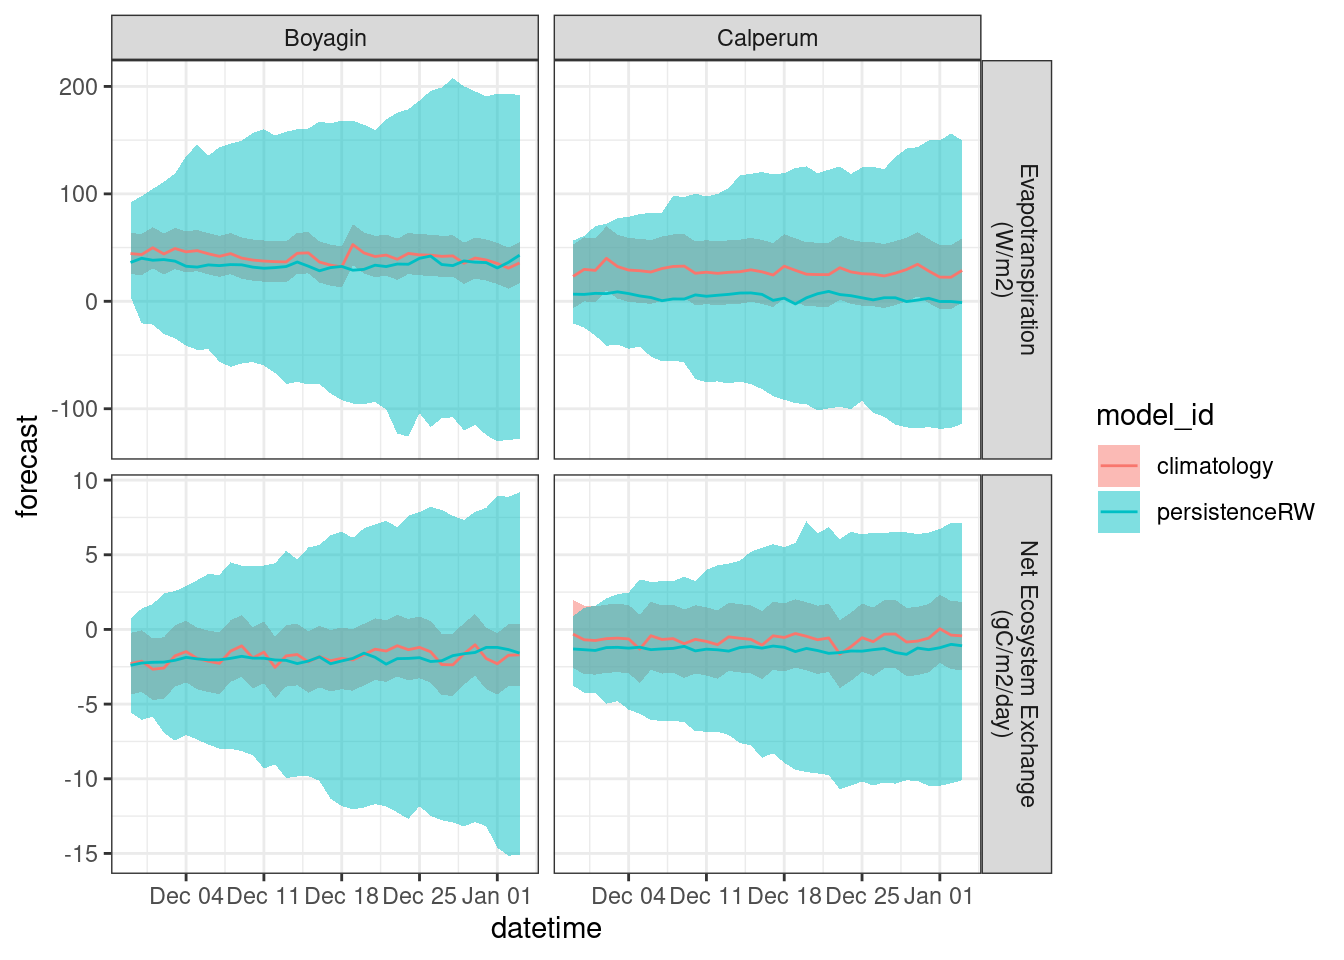 Boyagin
Calperum
200
100
0
-100
Evapotranspiration
(W/m2)
10
5
0
-5
-10
-15
Net Ecosystem Exchange
(gC/m2/day)
forecast
Dec 04 Dec 11 Dec 18 Dec 25 Jan 01
Dec 04 Dec 11 Dec 18 Dec 25 Jan 01
datetime
model_id
climatology
persistenceRW